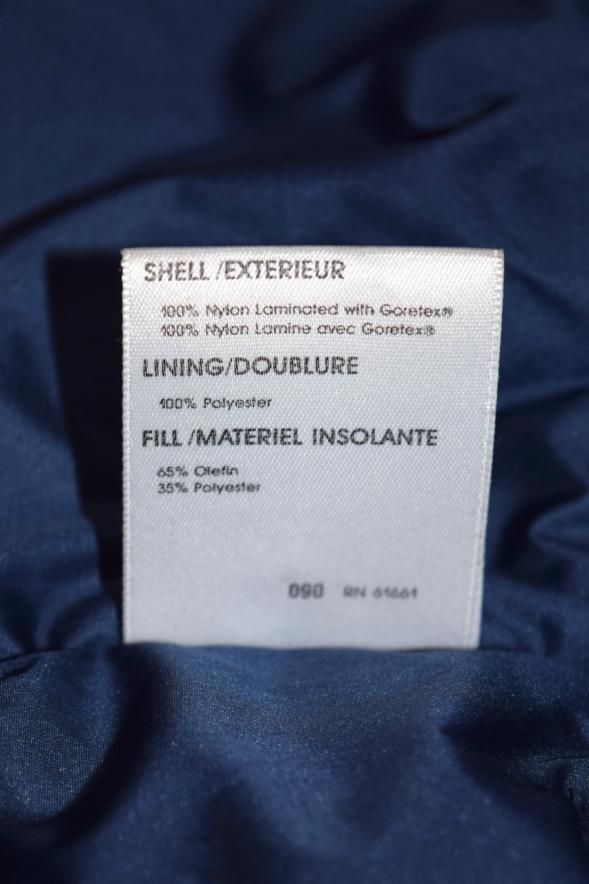 SHELL /EXTERIEUR
100% Nylon Laminated with Goretex®
100% Nylon Lamine avec Goretex®
LINING/DOUBLURE
100% Polyester
FILL /MATERIEL INSOLANTE
65% Olefin
35% Polyester
090 RN 61661